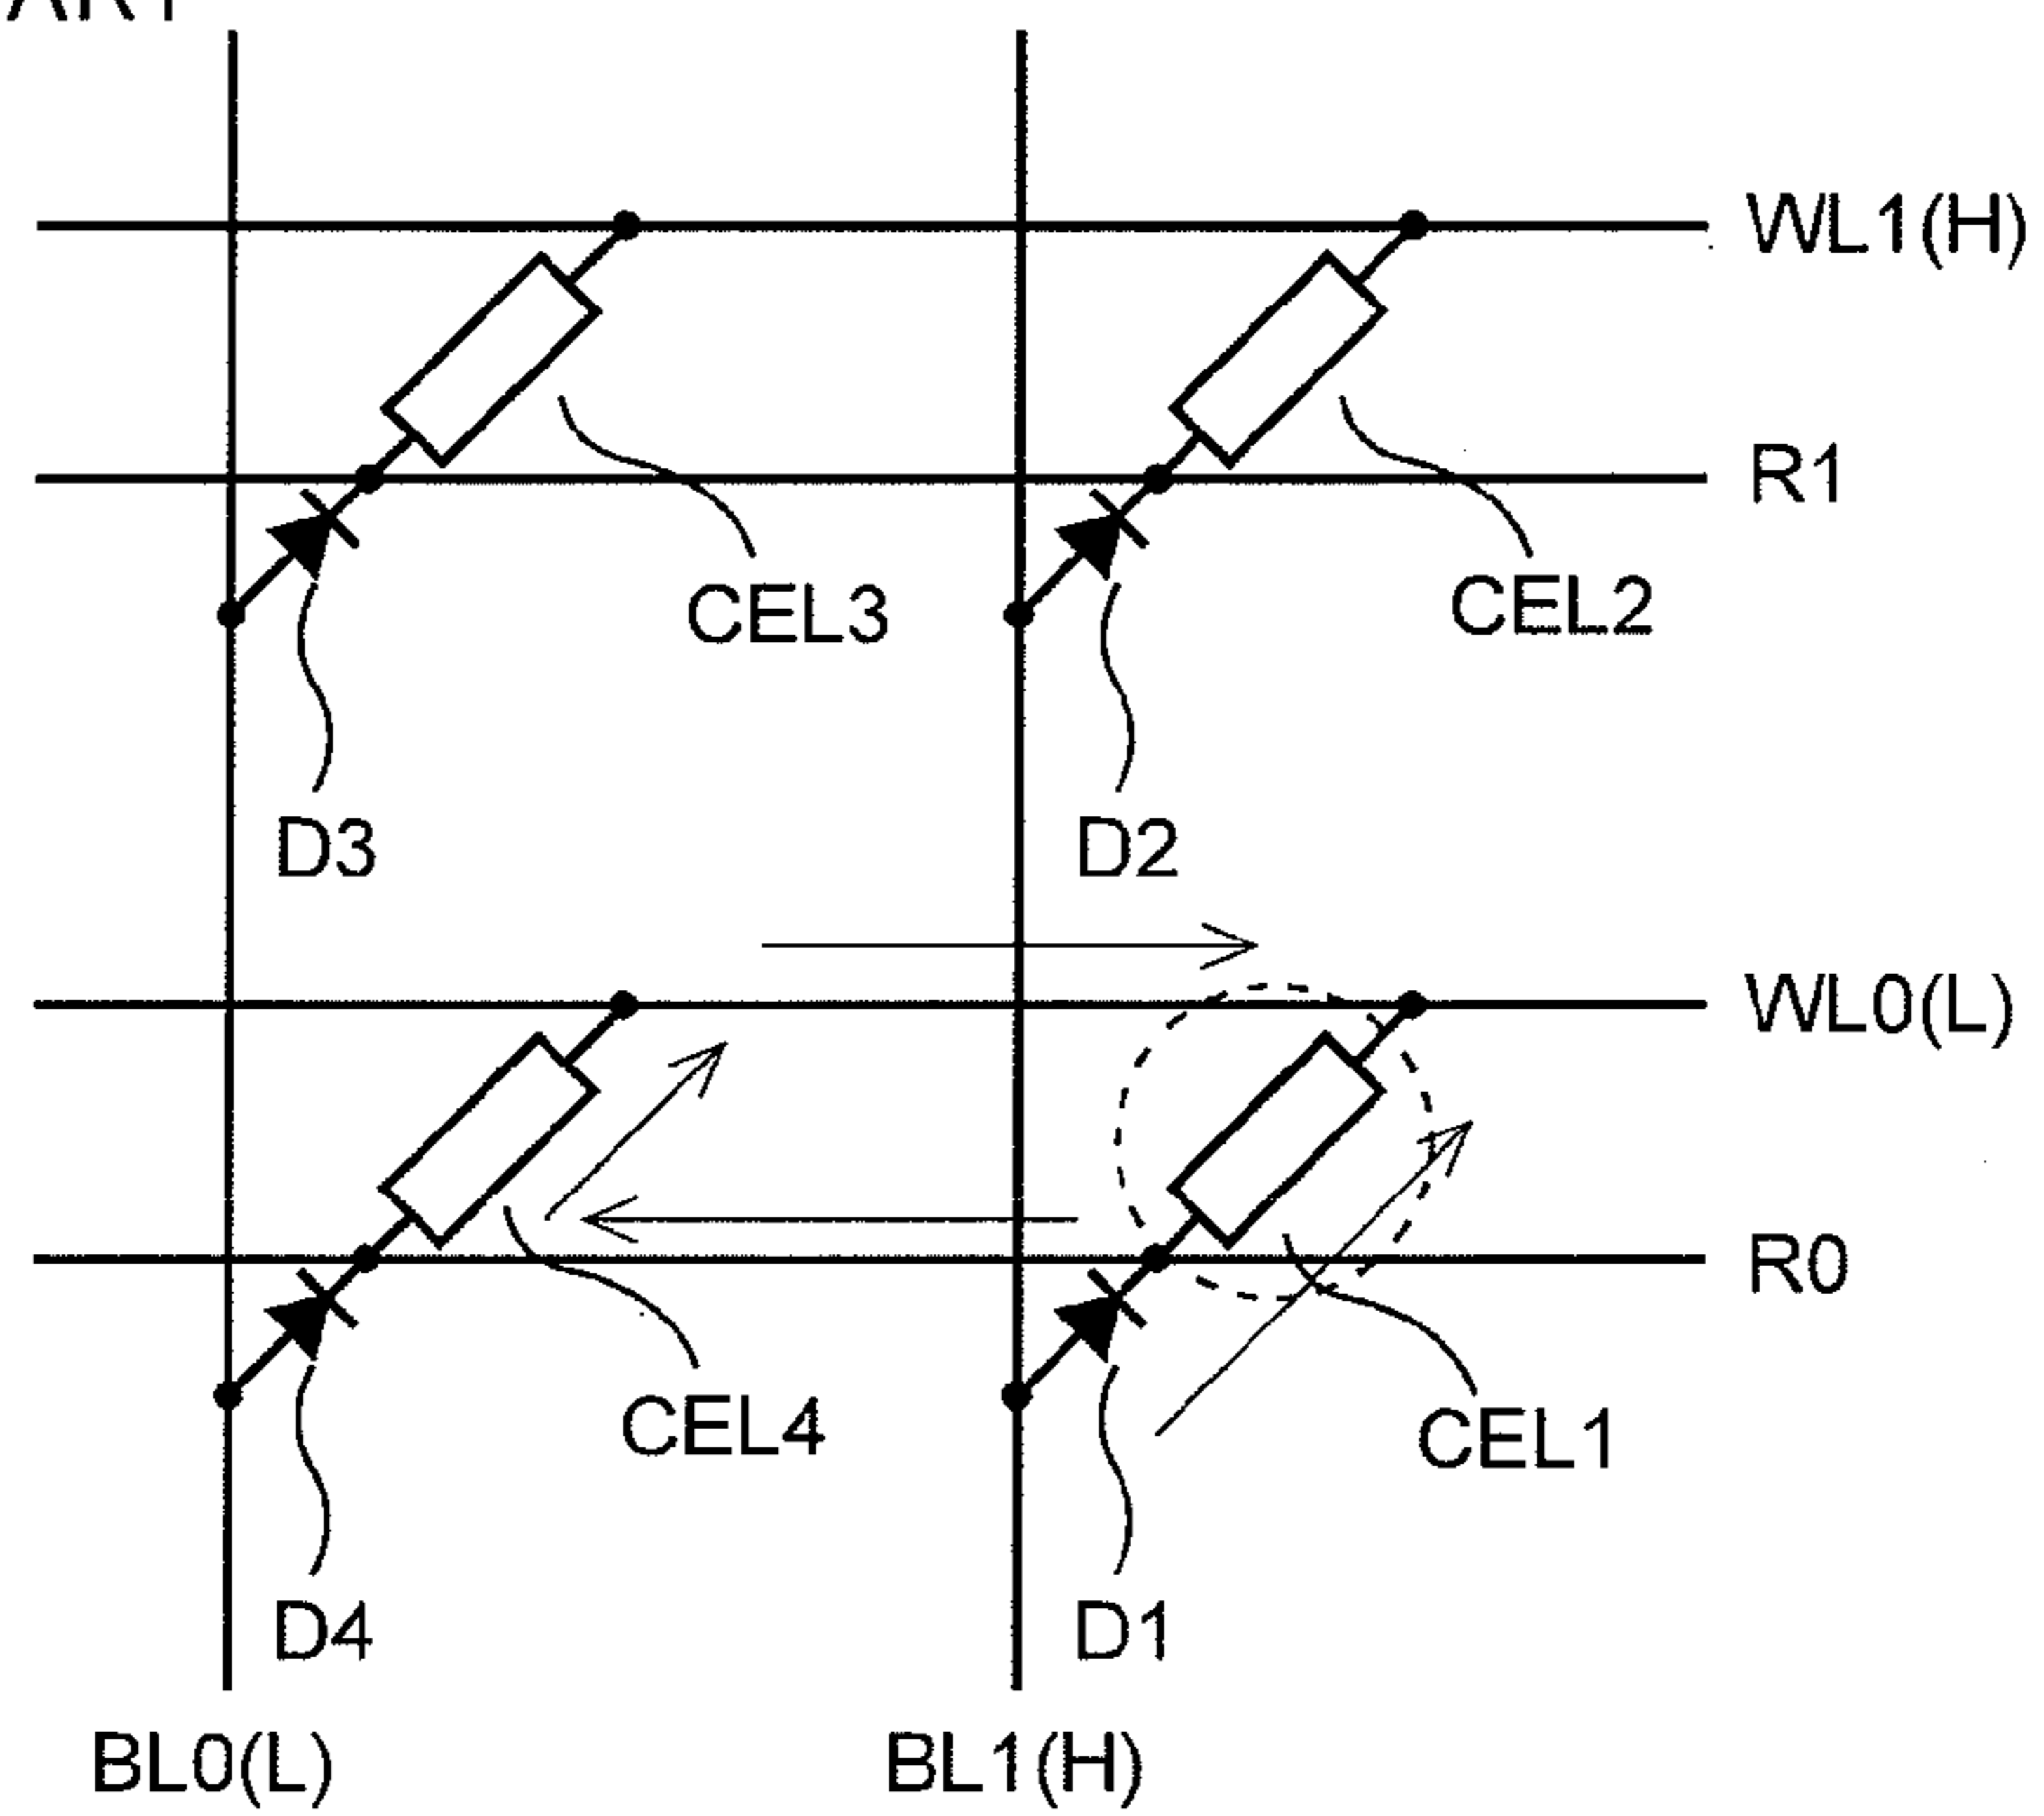 WL1(H)
R1
CEL3
CEL2
D3
D2
WL0(L)
R0
CEL4
CEL1
D4
D1
BL0(L)
BL1(H)